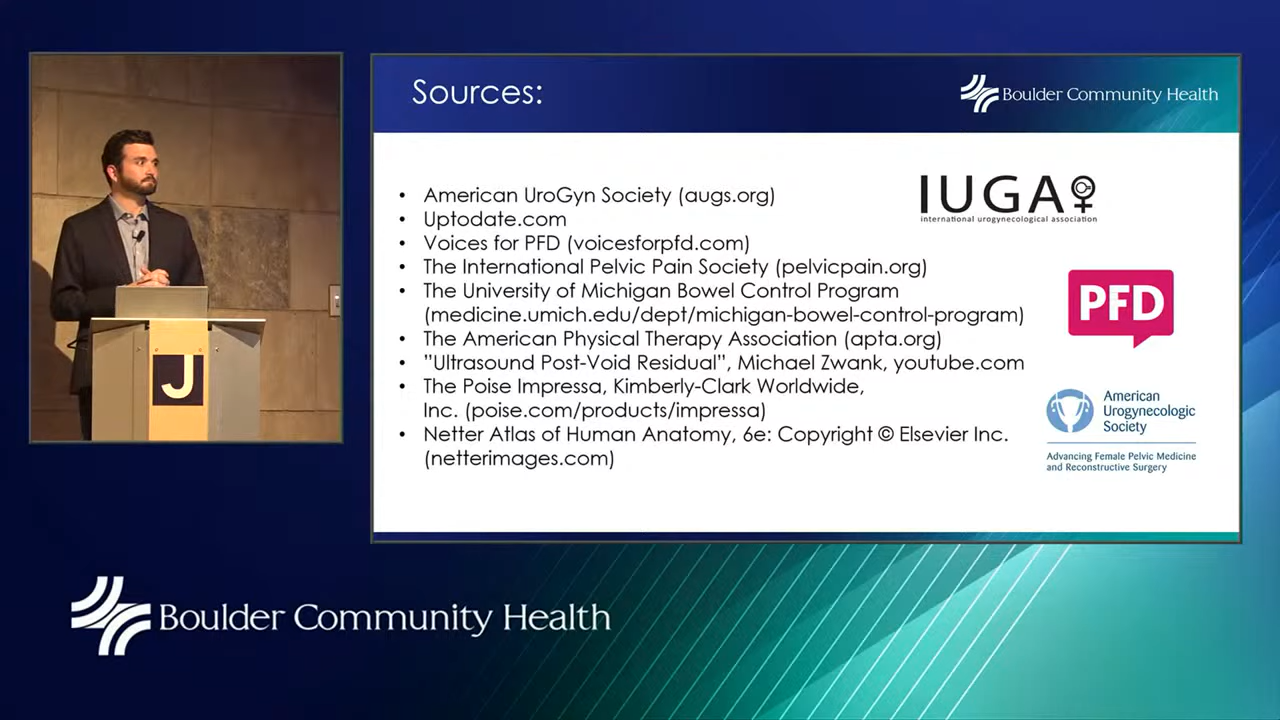 Sources:
Boulder Community Health
• American UroGyn Society (augs.org)
• Uptodate.com
• Voices for PFD (voicesforpfd.com)
• The International Pelvic Pain Society (pelvicpain.org)
• The University of Michigan Bowel Control Program
(medicine.umich.edu/dept/michigan-bowel-control-program)
• The American Physical Therapy Association (apta.org)
• ”Ultrasound Post-Void Residual”, Michael Zwank, youtube.com
• The Poise Impressa, Kimberly-Clark Worldwide,
Inc. (poise.com/products/impressa)
• Netter Atlas of Human Anatomy, 6e: Copyright © Elsevier Inc.
(netterimages.com)
IUGA
international urogynecological association
PFD
American
Urogynecologic
Society
Advancing Female Pelvic Medicine
and Reconstructive Surgery
J
Boulder Community Health